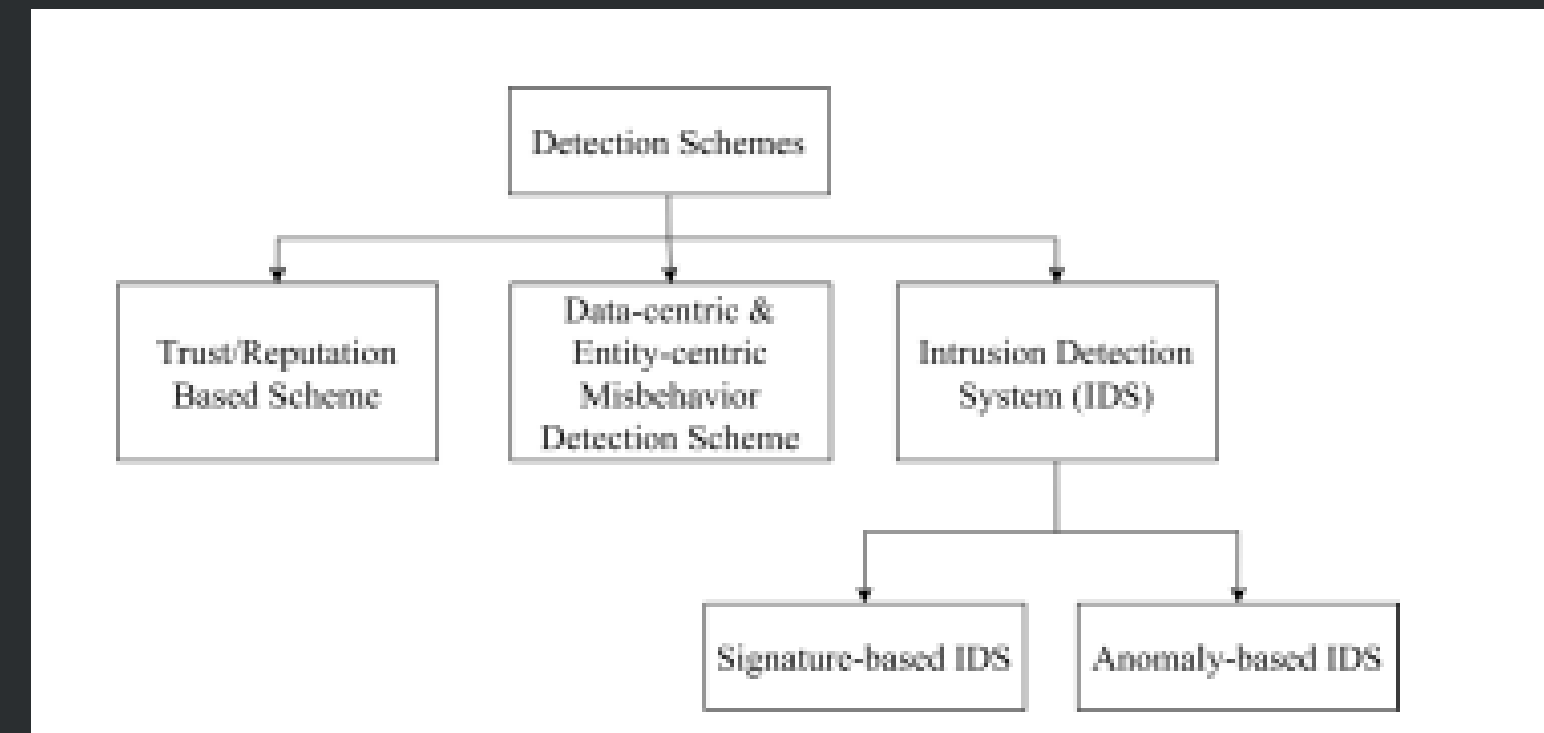 Detection Schemes
Trust/Reputation
Based Scheme
Data-centric &
Entity-centric
Misbehavior
Detection Scheme
Intrusion Detection
System (IDS)
Signature-based IDS
Anomaly-based IDS